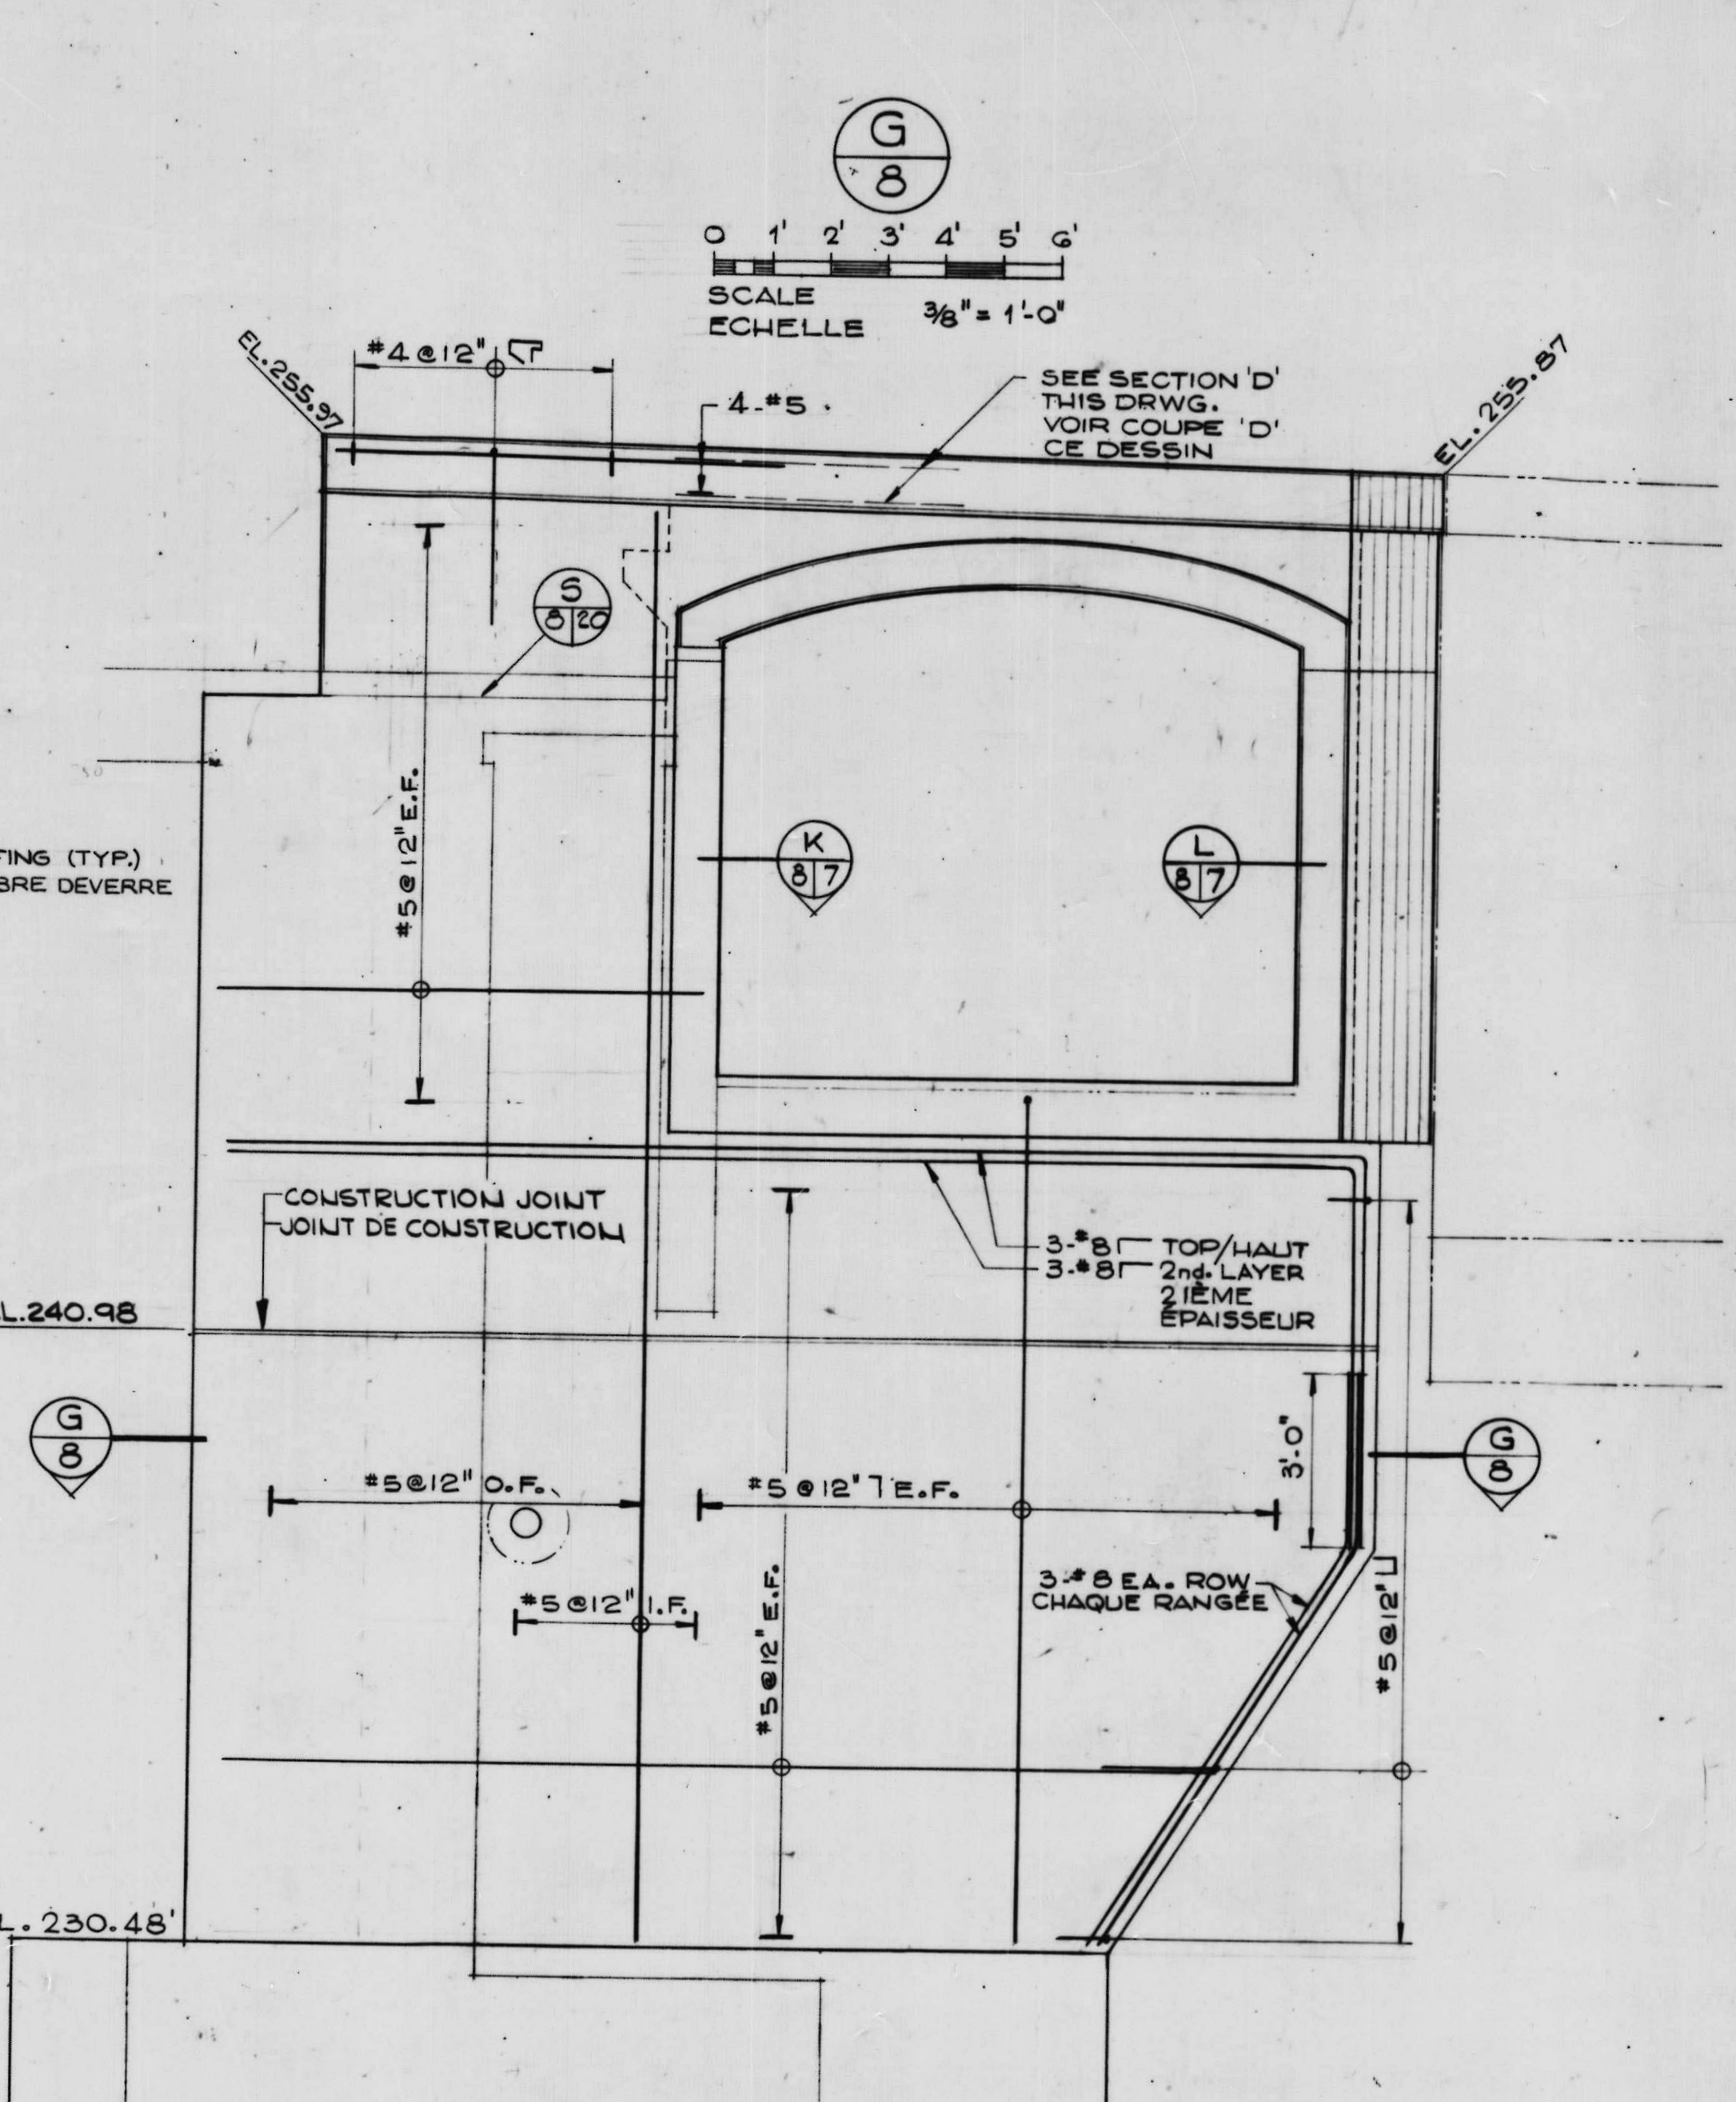 G
8
0 1' 2' 3' 4' 5' 6'
SCALE
ECHELLE
3/8" = 1'-0"
EL. 255.97
#4 @ 12"
4-#5
SEE SECTION 'D'
THIS DRWG.
VOIR COUPE 'D'
CE DESSIN
EL. 255.87
S
8 20
#5 @ 12" E.F.
TING (TYP.)
BRE DEVERRE
K
8 7
L
8 7
CONSTRUCTION JOINT
JOINT DE CONSTRUCTION
3-#8 TOP/HAUT
3-#8 2nd. LAYER
2IÈME
ÉPAISSEUR
L. 240.98
G
8
#5 @ 12" O.F.
#5 @ 12" E.F.
3'-0"
G
8
#5 @ 12" I.F.
#5 @ 12" E.F.
3-#8 EA. ROW
CHAQUE RANGÉE
#5 @ 12"
L. 230.48'